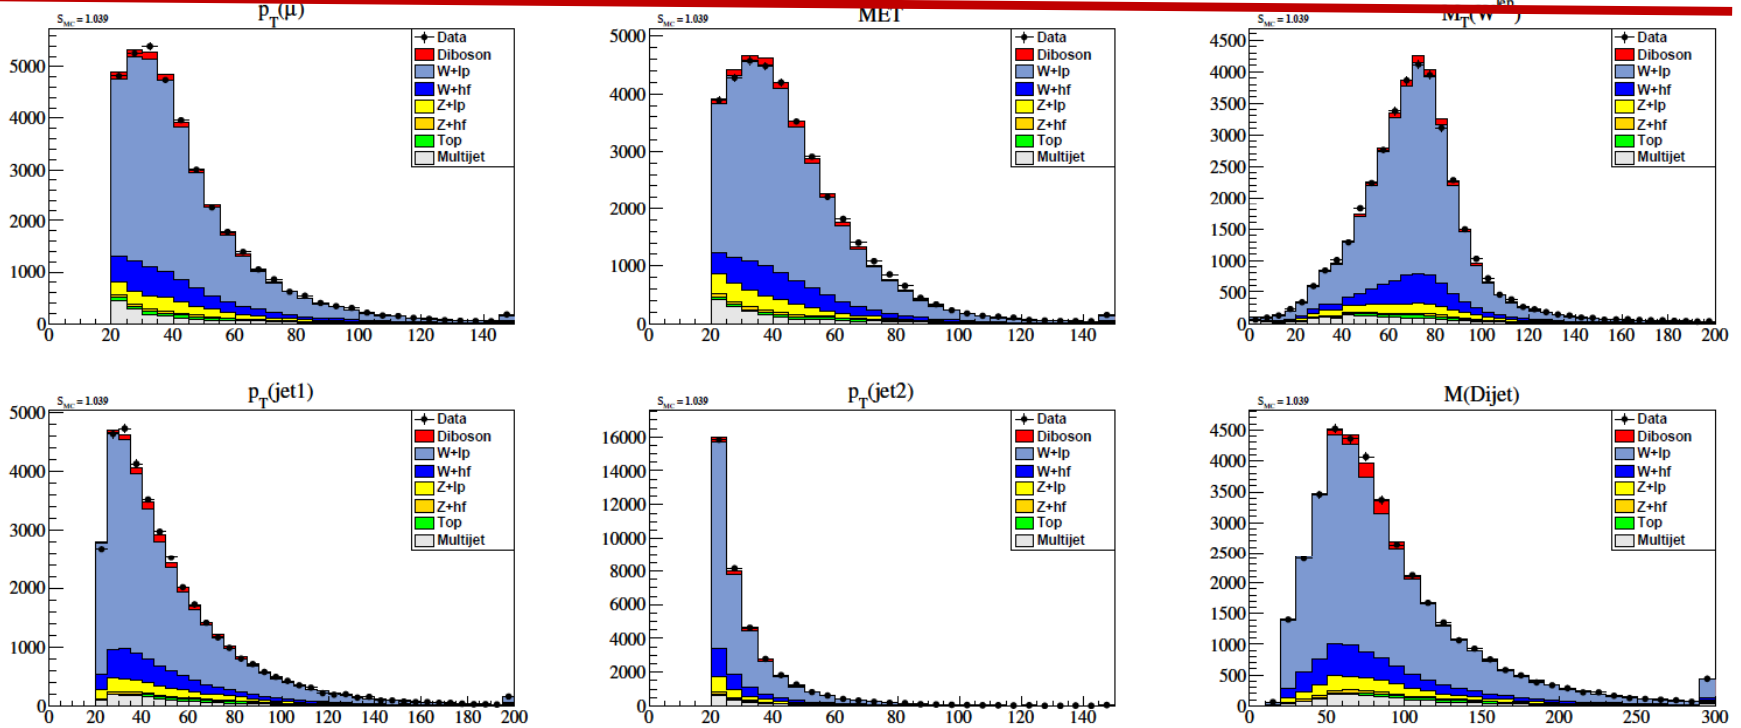 p_T(μ)
S_MC = 1.039
5000
4000
3000
2000
1000
0
0 20 40 60 80 100 120 140
Data
Diboson
W+lp
W+hf
Z+lp
Z+hf
Top
Multijet
MET
S_MC = 1.039
5000
4000
3000
2000
1000
0
0 20 40 60 80 100 120 140
Data
Diboson
W+lp
W+hf
Z+lp
Z+hf
Top
Multijet
M_T(W^lep)
S_MC = 1.039
4500
4000
3500
3000
2500
2000
1500
1000
500
0
0 20 40 60 80 100 120 140 160 180 200
Data
Diboson
W+lp
W+hf
Z+lp
Z+hf
Top
Multijet
p_T(jet1)
S_MC = 1.039
5000
4000
3000
2000
1000
0
0 20 40 60 80 100 120 140 160 180 200
Data
Diboson
W+lp
W+hf
Z+lp
Z+hf
Top
Multijet
p_T(jet2)
S_MC = 1.039
16000
14000
12000
10000
8000
6000
4000
2000
0
0 20 40 60 80 100 120 140
Data
Diboson
W+lp
W+hf
Z+lp
Z+hf
Top
Multijet
M(Dijet)
S_MC = 1.039
4500
4000
3500
3000
2500
2000
1500
1000
500
0
0 50 100 150 200 250 300
Data
Diboson
W+lp
W+hf
Z+lp
Z+hf
Top
Multijet